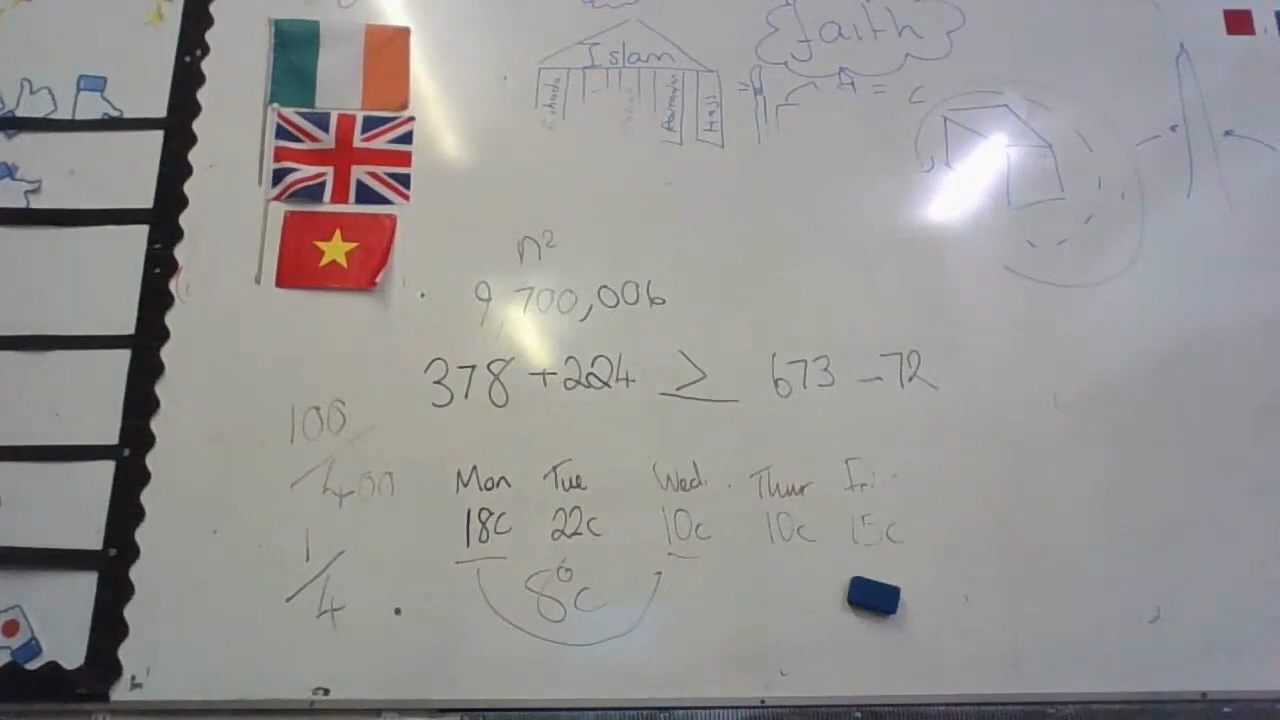 {faith}
Islam
Hajj
n²
9,700,006
378 + 224 ≥ 673 - 72
100/400
Mon Tue Wed. Thur Fri
18c 22c 10c 10c 15c
8°c
1/4